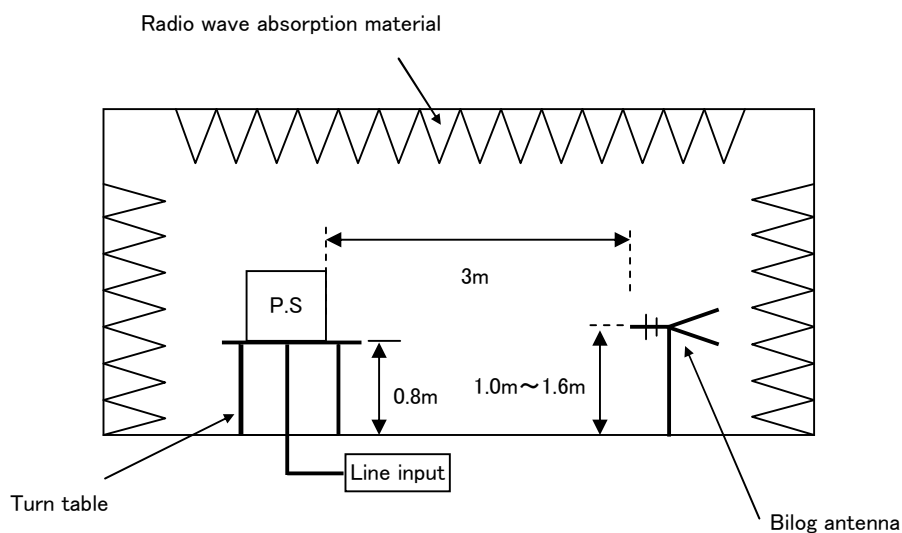 Radio wave absorption material
3m
P.S
0.8m
1.0m～1.6m
Line input
Turn table
Bilog antenna